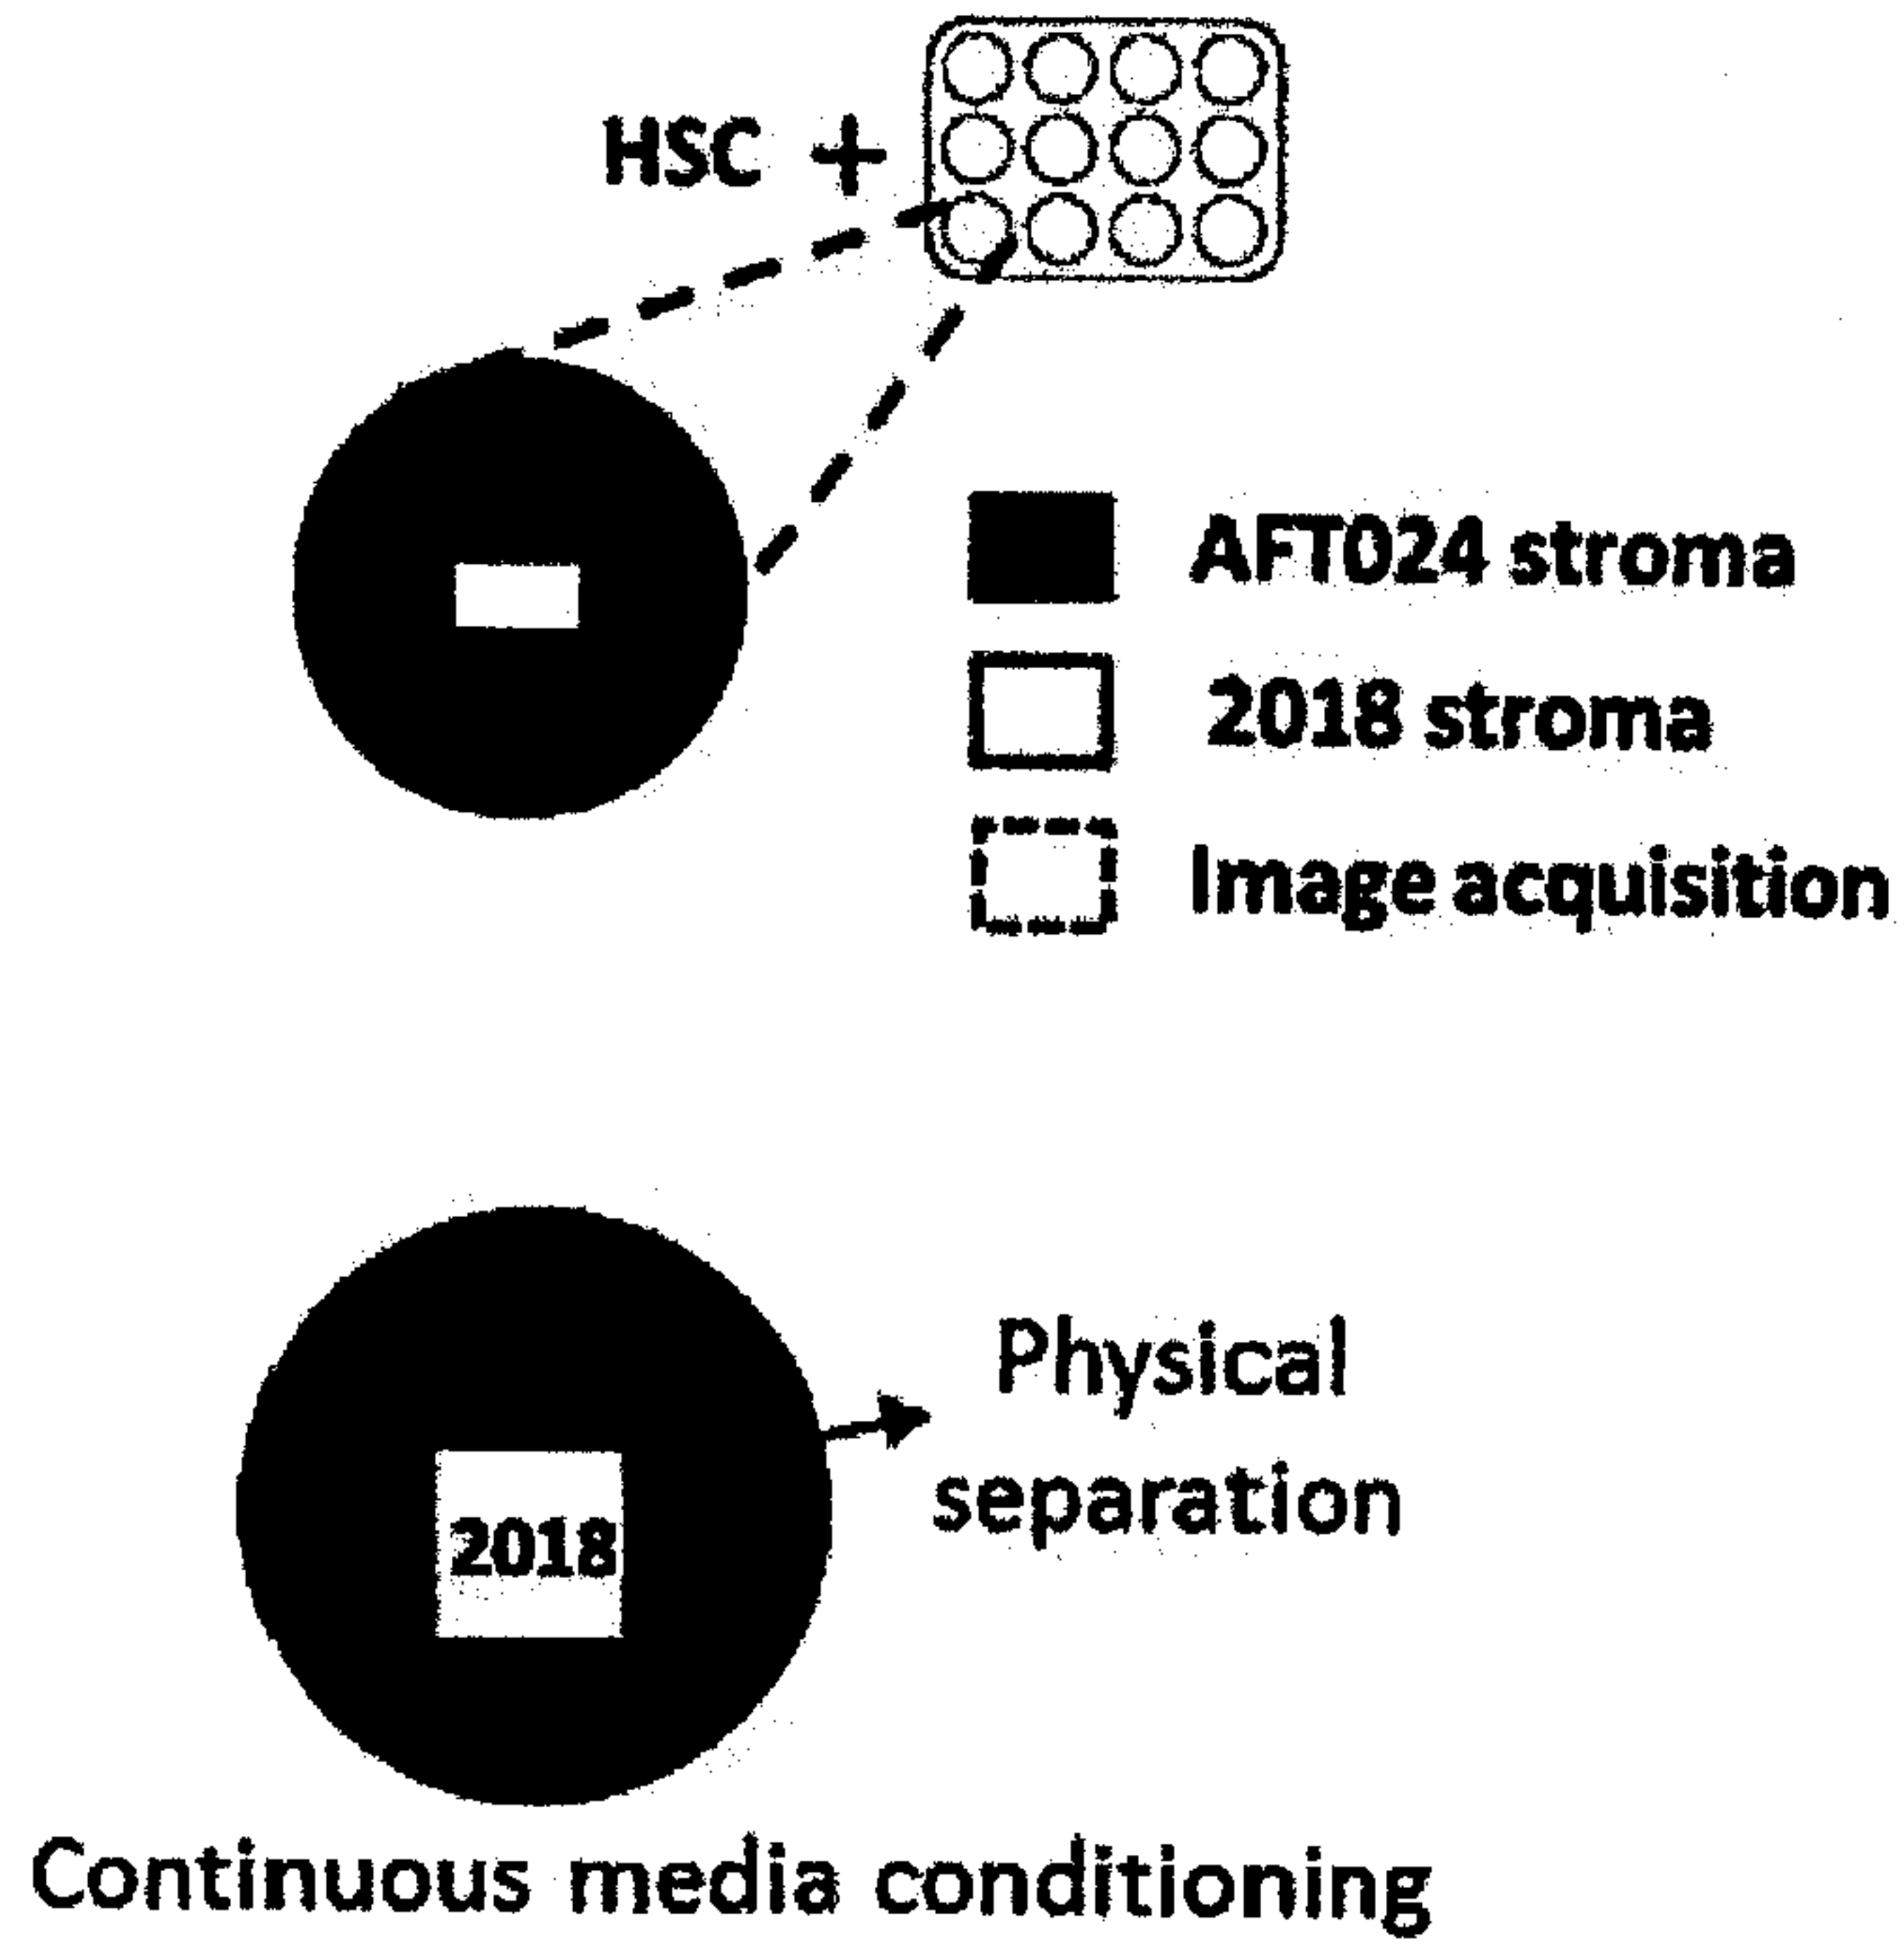 HSC +
AFT024 stroma
2018 stroma
Image acquisition
Physical
separation
2018
Continuous media conditioning